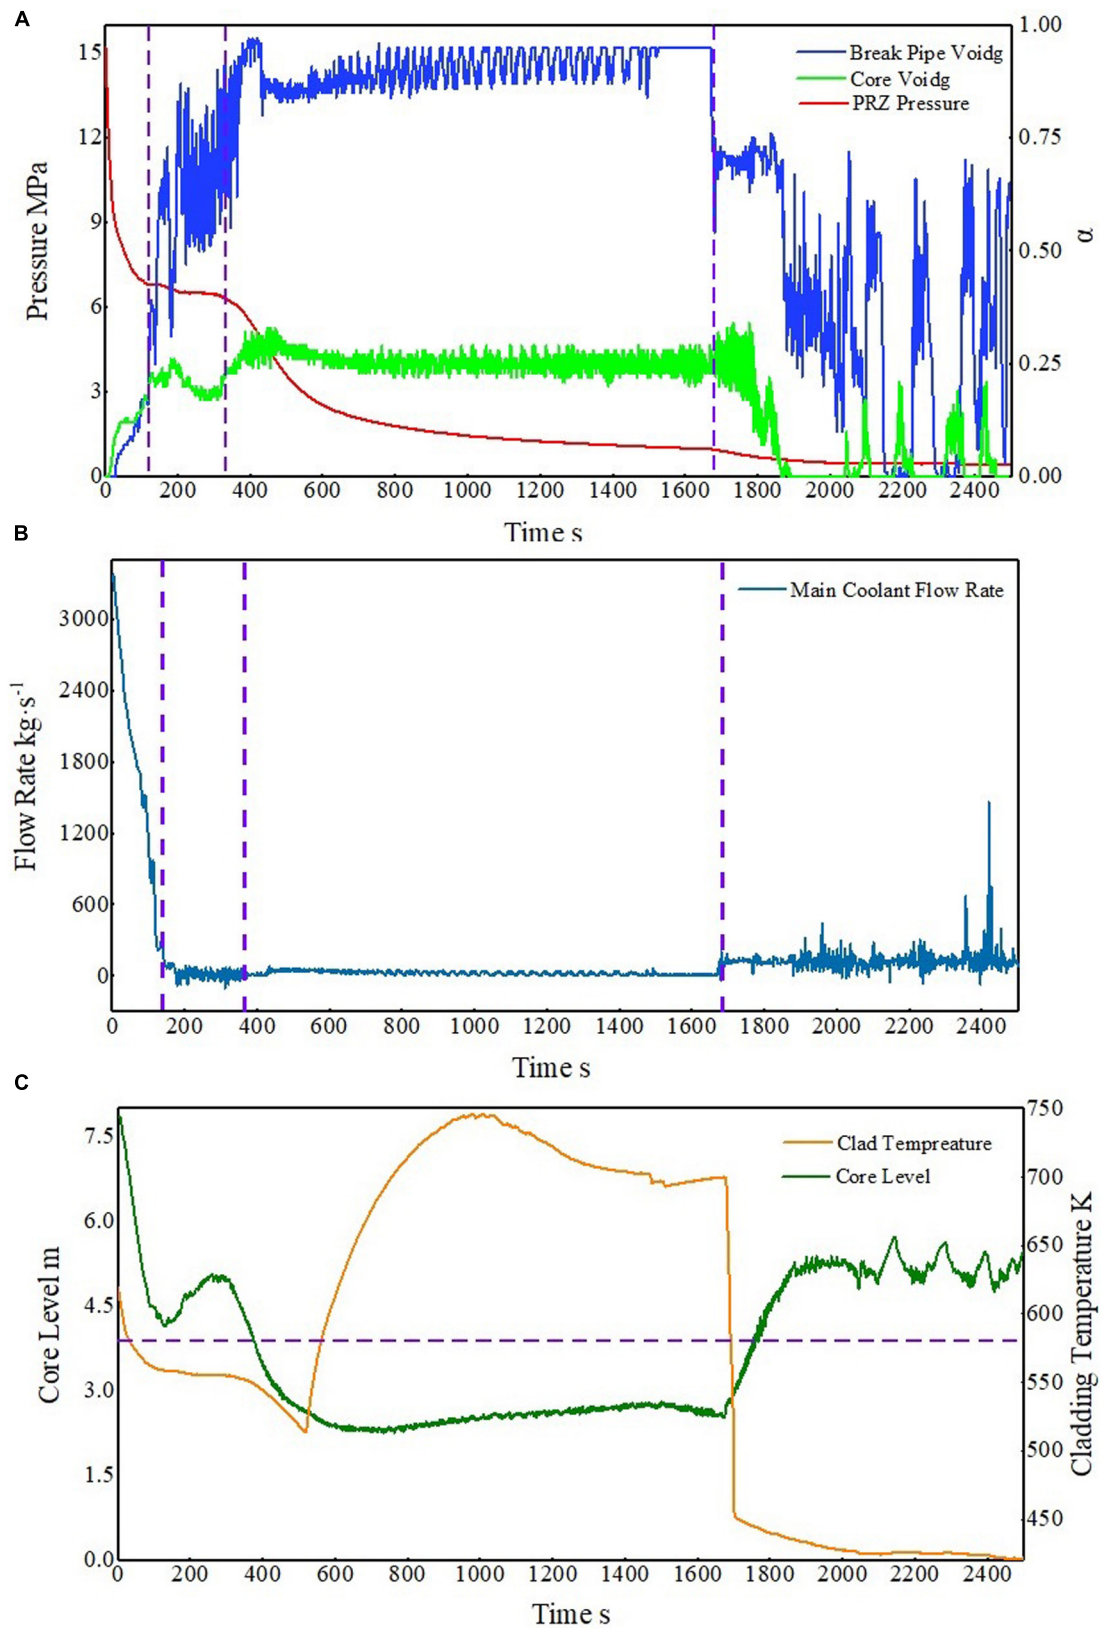 A
15
12
9
6
3
0
Pressure MPa
1.00
0.75
0.50
0.25
0.00
α
Break Pipe Voidg
Core Voidg
PRZ Pressure
0 200 400 600 800 1000 1200 1400 1600 1800 2000 2200 2400
Time s
B
3000
2400
1800
1200
600
0
Flow Rate kg·s⁻¹
Main Coolant Flow Rate
0 200 400 600 800 1000 1200 1400 1600 1800 2000 2200 2400
Time s
C
7.5
6.0
4.5
3.0
1.5
0.0
Core Level m
750
700
650
600
550
500
450
Cladding Temperature K
Clad Tempreature
Core Level
0 200 400 600 800 1000 1200 1400 1600 1800 2000 2200 2400
Time s